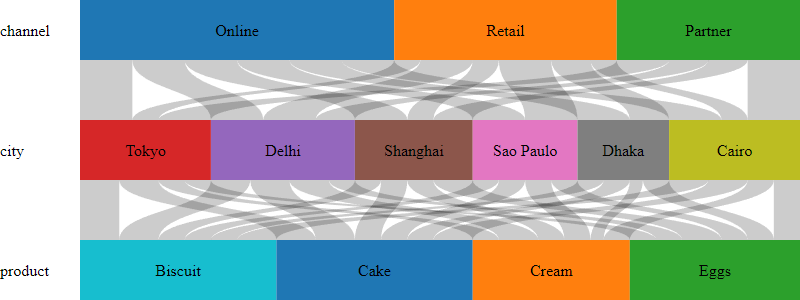 channel Online Retail Partner
city Tokyo Delhi Shanghai Sao Paulo Dhaka Cairo
product Biscuit Cake Cream Eggs